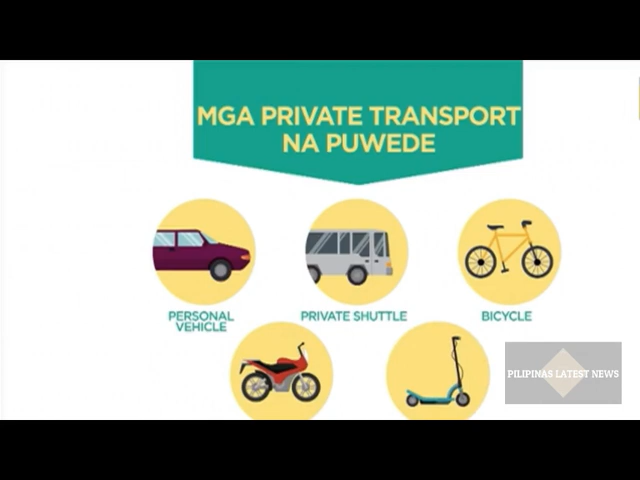 MGA PRIVATE TRANSPORT
NA PUWEDE
PERSONAL
VEHICLE
PRIVATE SHUTTLE
BICYCLE
PILIPINAS LATEST NEWS